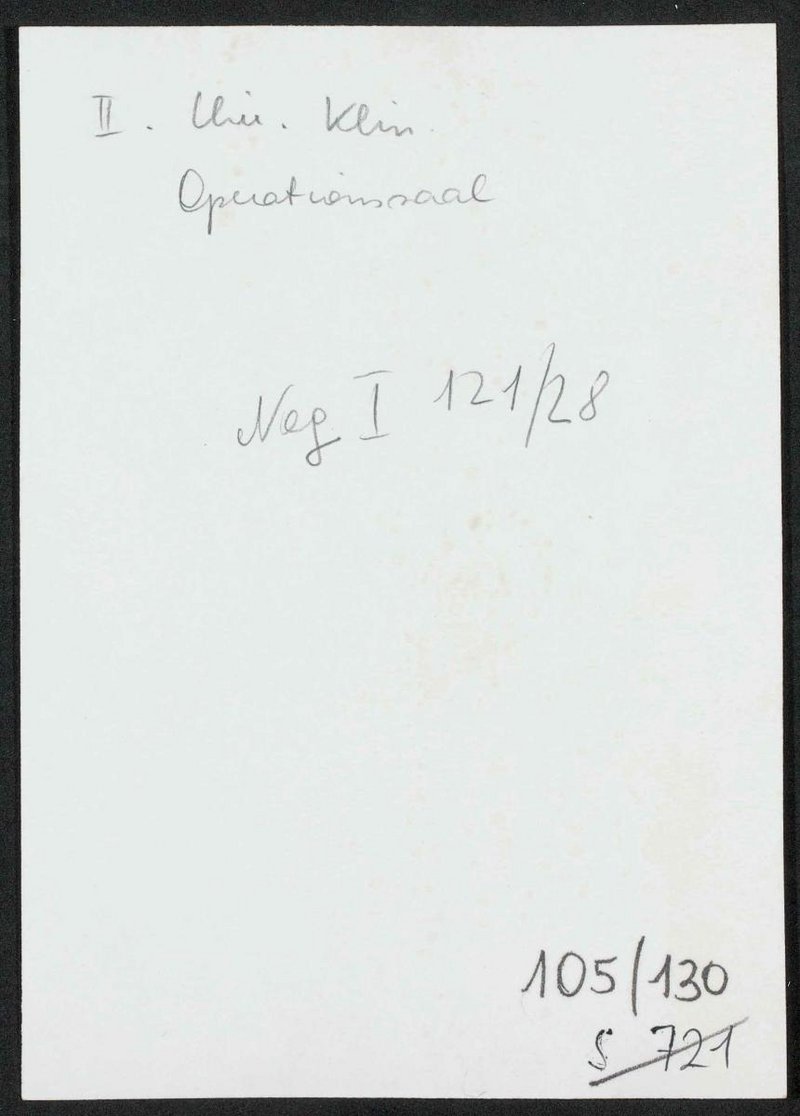 II. Chir. Klin.
Operationssaal
Neg. I 121/28
105/130
S 721